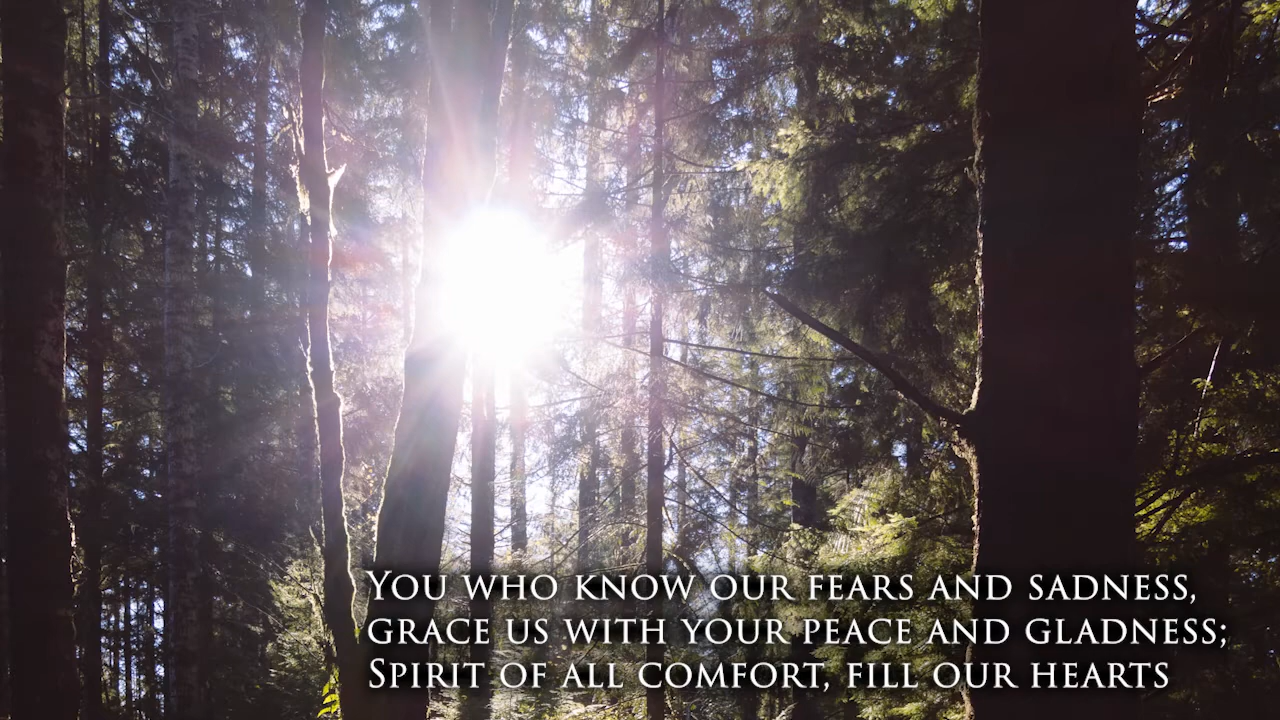 You who know our fears and sadness,
grace us with your peace and gladness;
Spirit of all comfort, fill our hearts